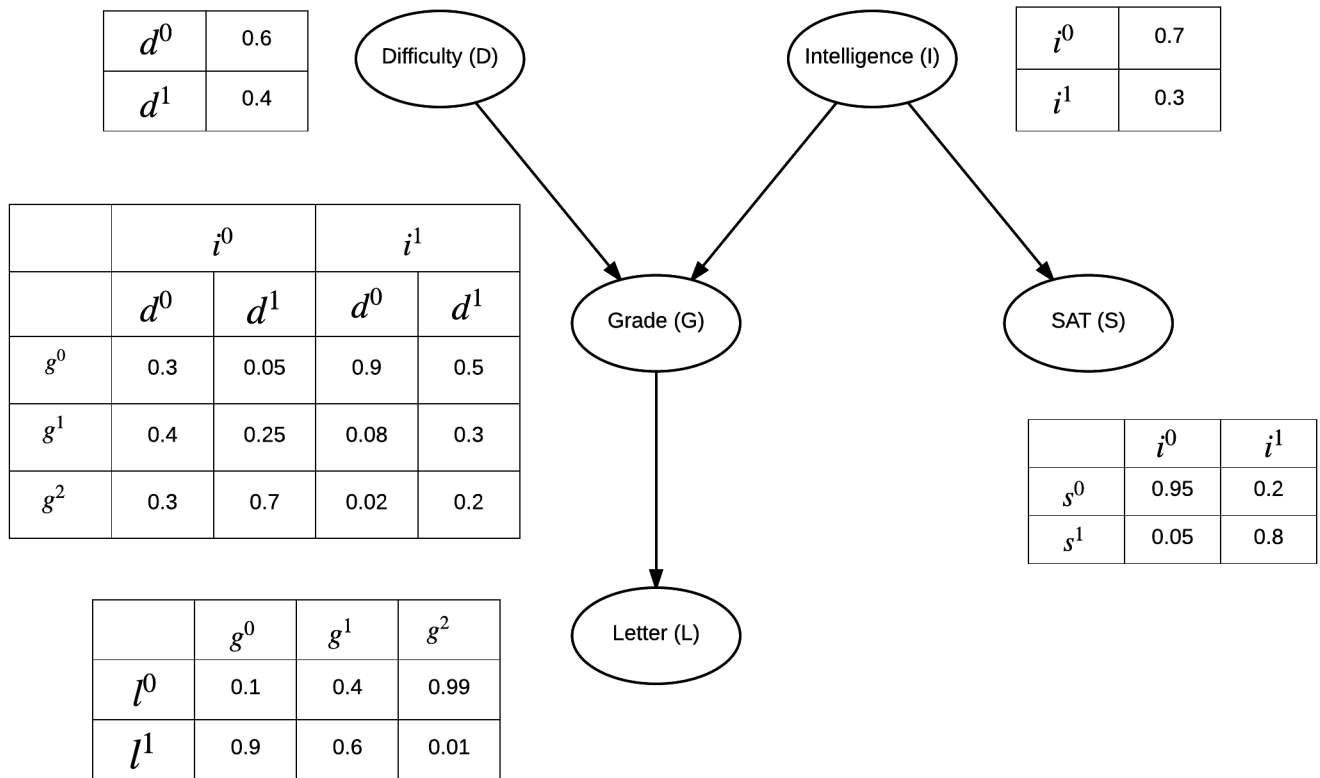 d⁰ 0.6
d¹ 0.4
Difficulty (D)
Intelligence (I)
i⁰ 0.7
i¹ 0.3
i⁰ i¹
d⁰ d¹ d⁰ d¹
g⁰ 0.3 0.05 0.9 0.5
g¹ 0.4 0.25 0.08 0.3
g² 0.3 0.7 0.02 0.2
Grade (G)
SAT (S)
i⁰ i¹
s⁰ 0.95 0.2
s¹ 0.05 0.8
g⁰ g¹ g²
l⁰ 0.1 0.4 0.99
l¹ 0.9 0.6 0.01
Letter (L)